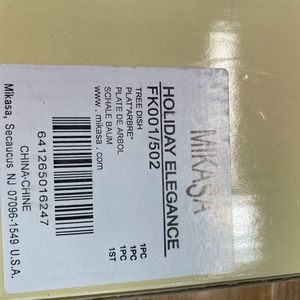 MIKASA
HOLIDAY ELEGANCE
FK001/502
TREE DISH 1PC
PLAT"ARBRE" 1PC
PLATE DE ARBOL 1PC
SCHALE BAUM 1ST
www.mikasa.com
641265016247
CHINA-CHINE
Mikasa, Secaucus NJ 07096-1549 U.S.A.